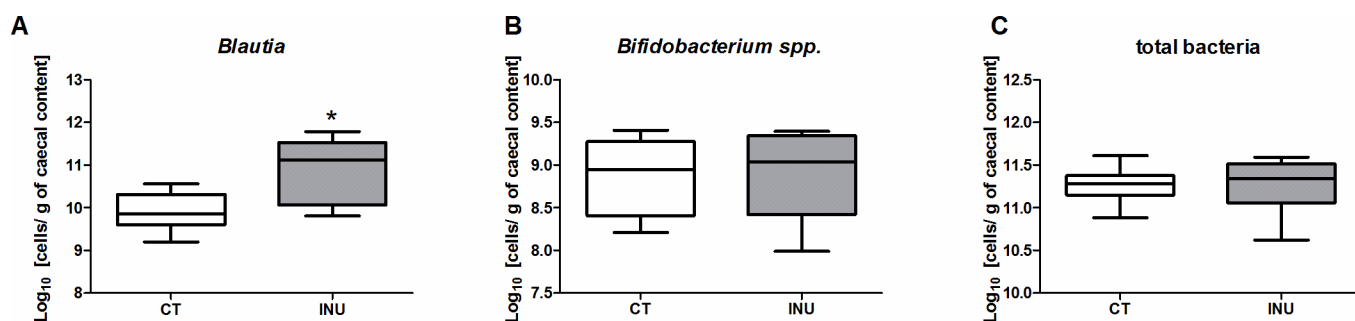 A
Blautia
Log10 [cells/ g of caecal content]
13
12
11
10
9
8
*
CT
INU
B
Bifidobacterium spp.
Log10 [cells/ g of caecal content]
10.0
9.5
9.0
8.5
8.0
7.5
CT
INU
C
total bacteria
Log10 [cells/ g of caecal content]
12.5
12.0
11.5
11.0
10.5
10.0
CT
INU